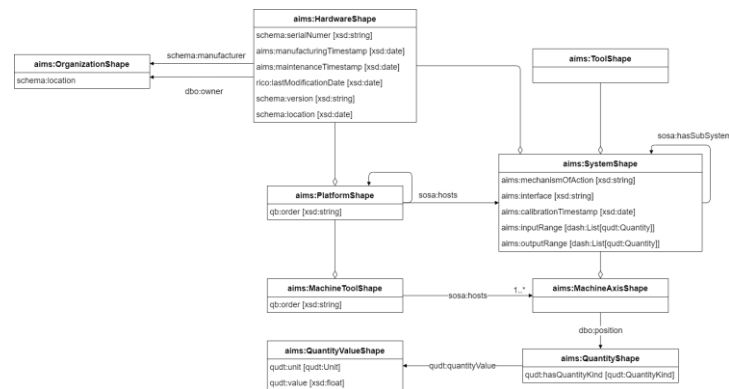 aims:HardwareShape
schema:serialNumer [xsd:string]
aims:manufacturingTimestamp [xsd:date]
aims:maintenanceTimestamp [xsd:date]
rico:lastModificationDate [xsd:date]
schema:version [xsd:string]
schema:location [xsd:date]
aims:OrganizationShape
schema:location
schema:manufacturer
dbo:owner
aims:ToolShape
sosa:hasSubSystem
aims:SystemShape
aims:mechanismOfAction [xsd:string]
aims:interface [xsd:string]
aims:calibrationTimestamp [xsd:date]
aims:inputRange [dash:List[qudt:Quantity]]
aims:outputRange [dash:List[qudt:Quantity]]
aims:PlatformShape
qb:order [xsd:string]
sosa:hosts
aims:MachineToolShape
qb:order [xsd:string]
sosa:hosts
1..*
aims:MachineAxisShape
dbo:position
aims:QuantityValueShape
qudt:unit [qudt:Unit]
qudt:value [xsd:float]
qudt:quantityValue
aims:QuantityShape
qudt:hasQuantityKind [qudt:QuantityKind]